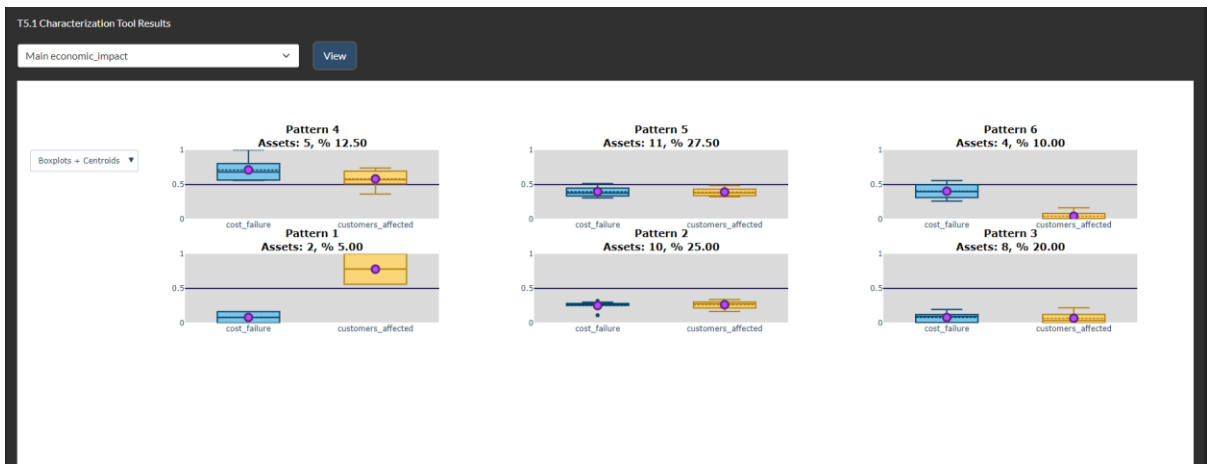 T5.1 Characterization Tool Results
Main economic_impact
View
Boxplots + Centroids ▼
Pattern 4
Assets: 5, % 12.50
1
0.5
0
cost_failure customers_affected
Pattern 5
Assets: 11, % 27.50
1
0.5
0
cost_failure customers_affected
Pattern 6
Assets: 4, % 10.00
1
0.5
0
cost_failure customers_affected
Pattern 1
Assets: 2, % 5.00
1
0.5
0
cost_failure customers_affected
Pattern 2
Assets: 10, % 25.00
1
0.5
0
cost_failure customers_affected
Pattern 3
Assets: 8, % 20.00
1
0.5
0
cost_failure customers_affected